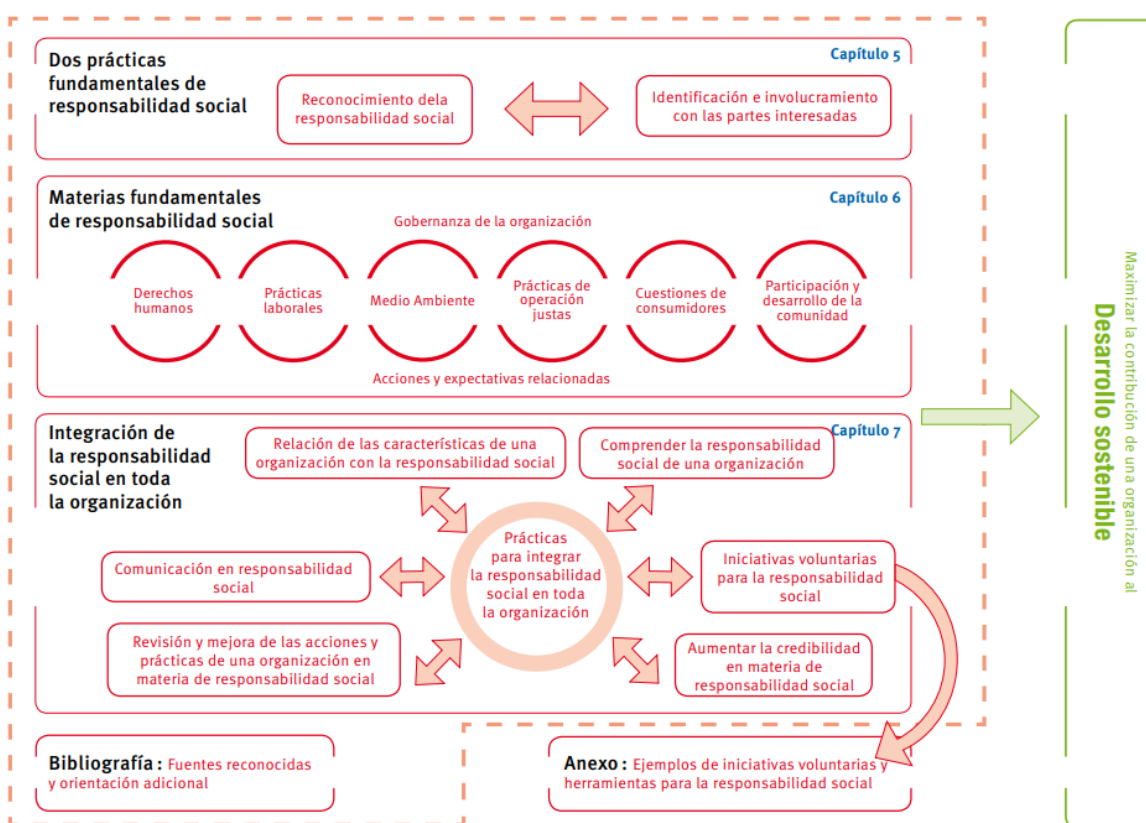 Dos prácticas
fundamentales de
responsabilidad social
Capítulo 5
Reconocimiento dela
responsabilidad social
Identificación e involucramiento
con las partes interesadas
Materias fundamentales
de responsabilidad social
Capítulo 6
Gobernanza de la organización
Derechos
humanos
Prácticas
laborales
Medio Ambiente
Prácticas de
operación
justas
Cuestiones de
consumidores
Participación y
desarrollo de la
comunidad
Acciones y expectativas relacionadas
Integración de
la responsabilidad
social en toda
la organización
Capítulo 7
Relación de las características de una
organización con la responsabilidad social
Comprender la responsabilidad
social de una organización
Prácticas
para integrar
la responsabilidad
social en toda
la organización
Comunicación en responsabilidad
social
Iniciativas voluntarias
para la responsabilidad
social
Revisión y mejora de las acciones y
prácticas de una organización en
materia de responsabilidad social
Aumentar la credibilidad
en materia de
responsabilidad social
Bibliografía : Fuentes reconocidas
y orientación adicional
Anexo : Ejemplos de iniciativas voluntarias y
herramientas para la responsabilidad social
Maximizar la contribución de una organización al
Desarrollo sostenible